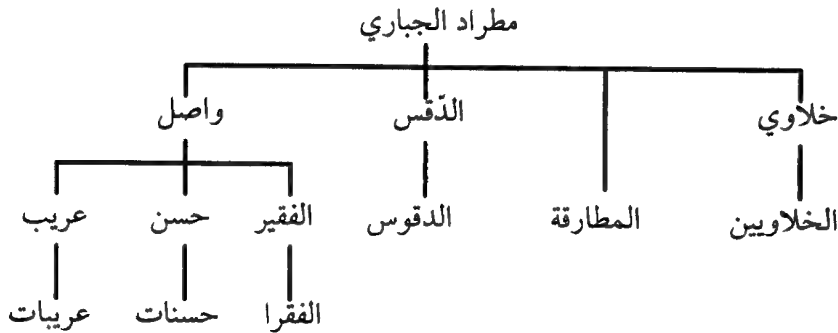 مطراد الجباري
خلاوي الدّقس واصل
الخلاويين المطارقة الدقوس الفقير حسن عريب
الفقرا حسنات عريبات